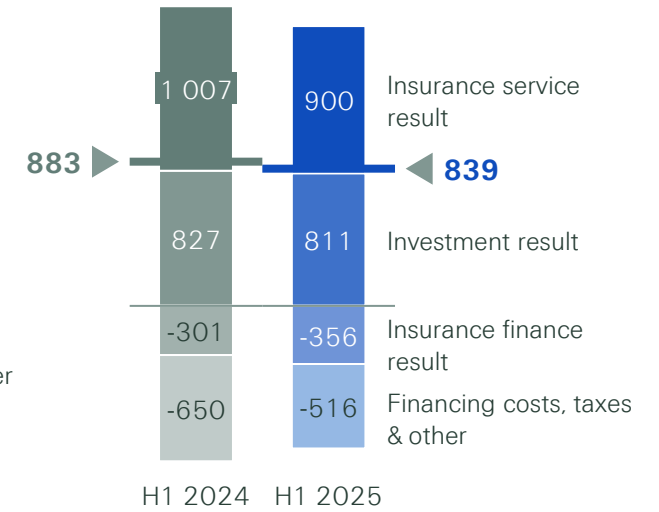 1 007
900
Insurance service
result
883
839
827
811
Investment result
-301
-356
Insurance finance
result
er
-650
-516
Financing costs, taxes
& other
H1 2024
H1 2025